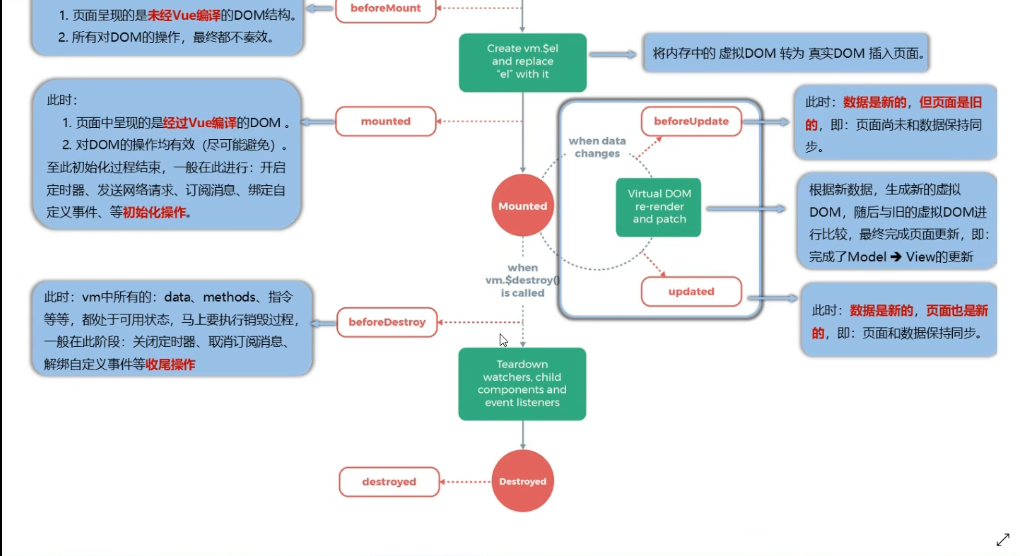 1. 页面呈现的是未经Vue编译的DOM结构。
2. 所有对DOM的操作，最终都不奏效。
beforeMount
Create vm.$el
and replace
"el" with it
将内存中的 虚拟DOM 转为 真实DOM 插入页面。
此时：
1. 页面中呈现的是经过Vue编译的DOM 。
2. 对DOM的操作均有效（尽可能避免）。
至此初始化过程结束，一般在此进行：开启
定时器、发送网络请求、订阅消息、绑定自
定义事件、等初始化操作。
mounted
Mounted
when data
changes
beforeUpdate
此时：数据是新的，但页面是旧
的，即：页面尚未和数据保持同
步。
Virtual DOM
re-render
and patch
根据新数据，生成新的虚拟
DOM，随后与旧的虚拟DOM进
行比较，最终完成页面更新，即：
完成了Model ➔ View的更新
updated
此时：数据是新的，页面也是新
的，即：页面和数据保持同步。
when
vm.$destroy()
is called
此时：vm中所有的：data、methods、指令
等等，都处于可用状态，马上要执行销毁过程，
一般在此阶段：关闭定时器、取消订阅消息、
解绑自定义事件等收尾操作
beforeDestroy
Teardown
watchers, child
components and
event listeners
destroyed
Destroyed